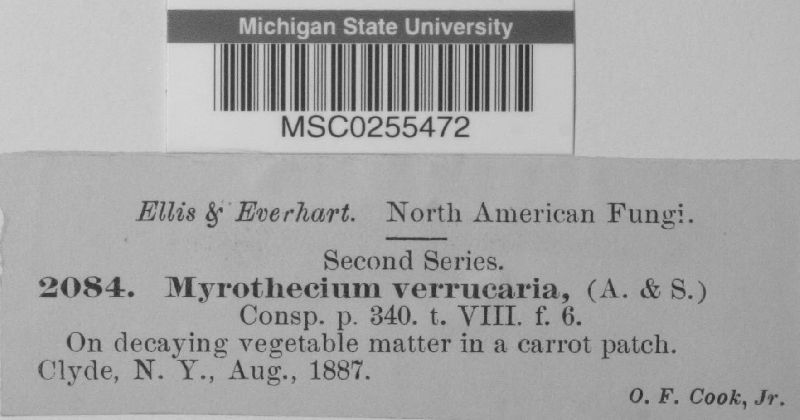 Michigan State University
MSC0255472
Ellis & Everhart. North American Fungi.
Second Series.
2084. Myrothecium verrucaria, (A. & S.)
Consp. p. 340. t. VIII. f. 6.
On decaying vegetable matter in a carrot patch.
Clyde, N. Y., Aug., 1887.
O. F. Cook, Jr.